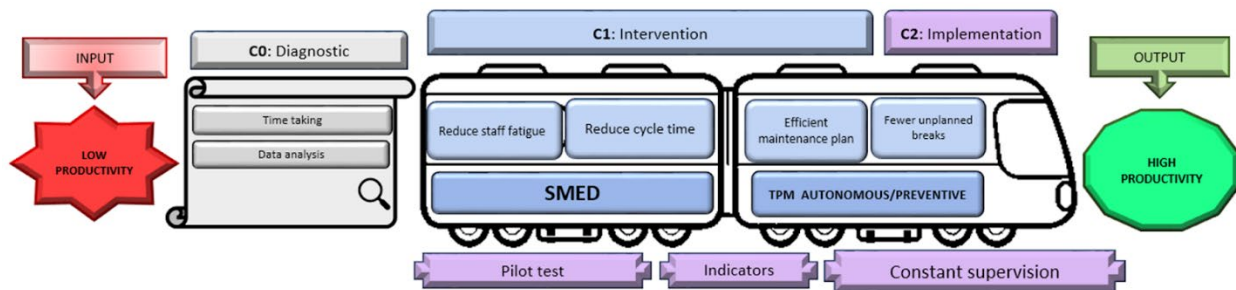 INPUT
C0: Diagnostic
C1: Intervention
C2: Implementation
OUTPUT
LOW
PRODUCTIVITY
Time taking
Data analysis
Reduce staff fatigue
Reduce cycle time
Efficient
maintenance plan
Fewer unplanned
breaks
SMED
TPM AUTONOMOUS/PREVENTIVE
HIGH
PRODUCTIVITY
Pilot test
Indicators
Constant supervision